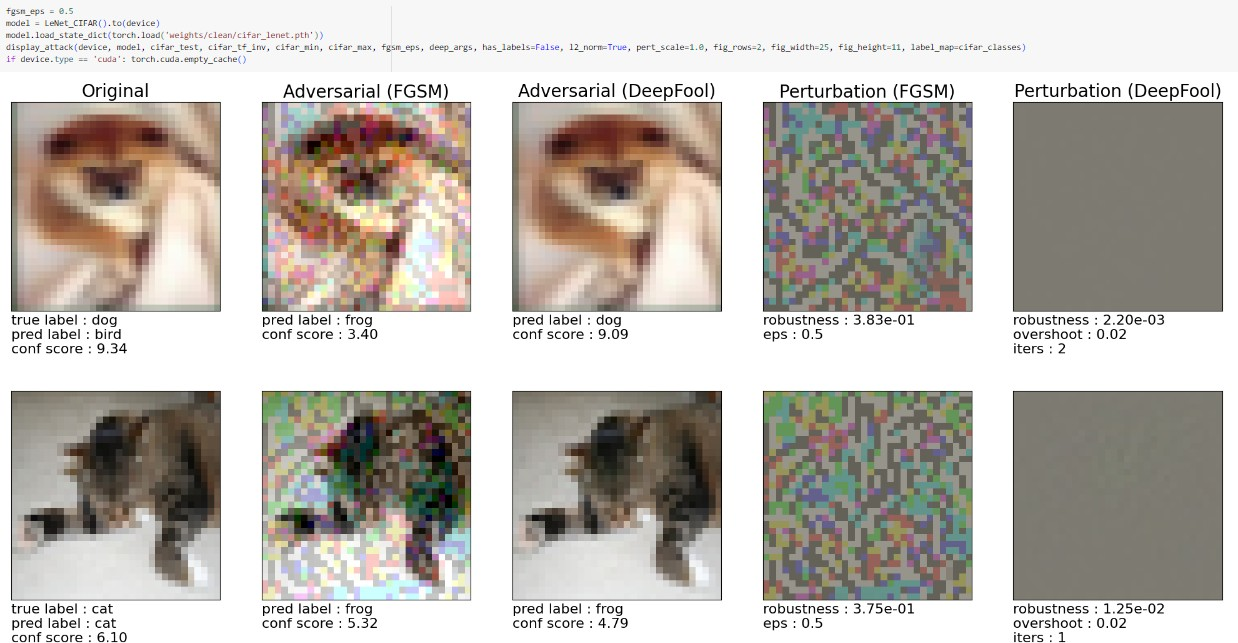 fgsm_eps = 0.5
model = LeNet_CIFAR().to(device)
model.load_state_dict(torch.load('weights/clean/cifar_lenet.pth'))
display_attack(device, model, cifar_test, cifar_tf_inv, cifar_min, cifar_max, fgsm_eps, deep_args, has_labels=False, l2_norm=True, pert_scale=1.0, fig_rows=2, fig_width=25, fig_height=11, label_map=cifar_classes)
if device.type == 'cuda': torch.cuda.empty_cache()
Original
Adversarial (FGSM)
Adversarial (DeepFool)
Perturbation (FGSM)
Perturbation (DeepFool)
true label : dog
pred label : bird
conf score : 9.34
pred label : frog
conf score : 3.40
pred label : dog
conf score : 9.09
robustness : 3.83e-01
eps : 0.5
robustness : 2.20e-03
overshoot : 0.02
iters : 2
true label : cat
pred label : cat
conf score : 6.10
pred label : frog
conf score : 5.32
pred label : frog
conf score : 4.79
robustness : 3.75e-01
eps : 0.5
robustness : 1.25e-02
overshoot : 0.02
iters : 1